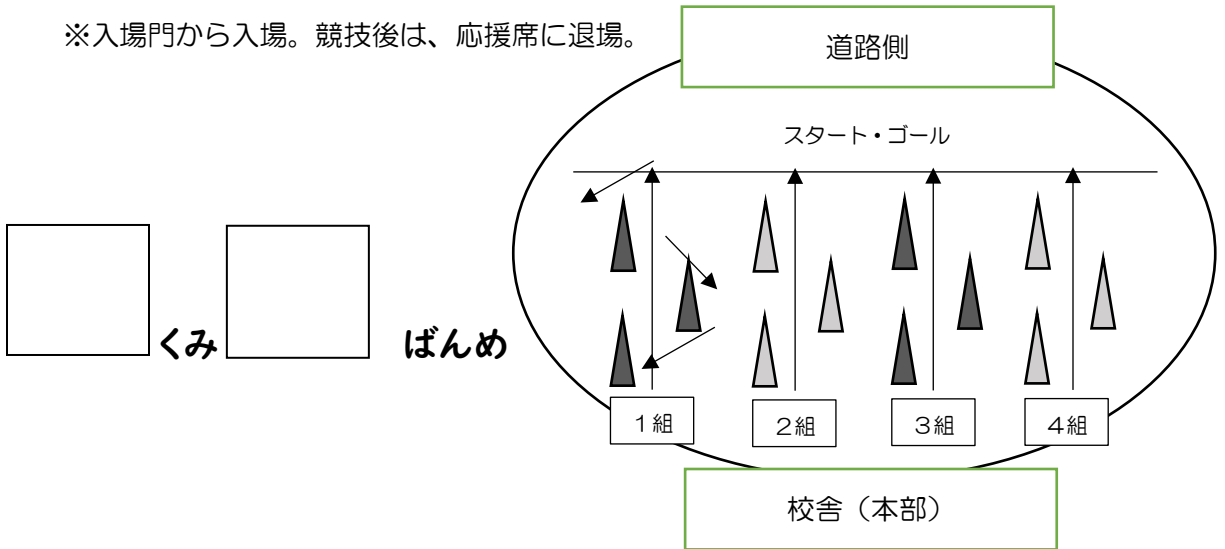 ※入場門から入場。競技後は、応援席に退場。
道路側
スタート・ゴール
くみ ばんめ
1組 2組 3組 4組
校舎（本部）